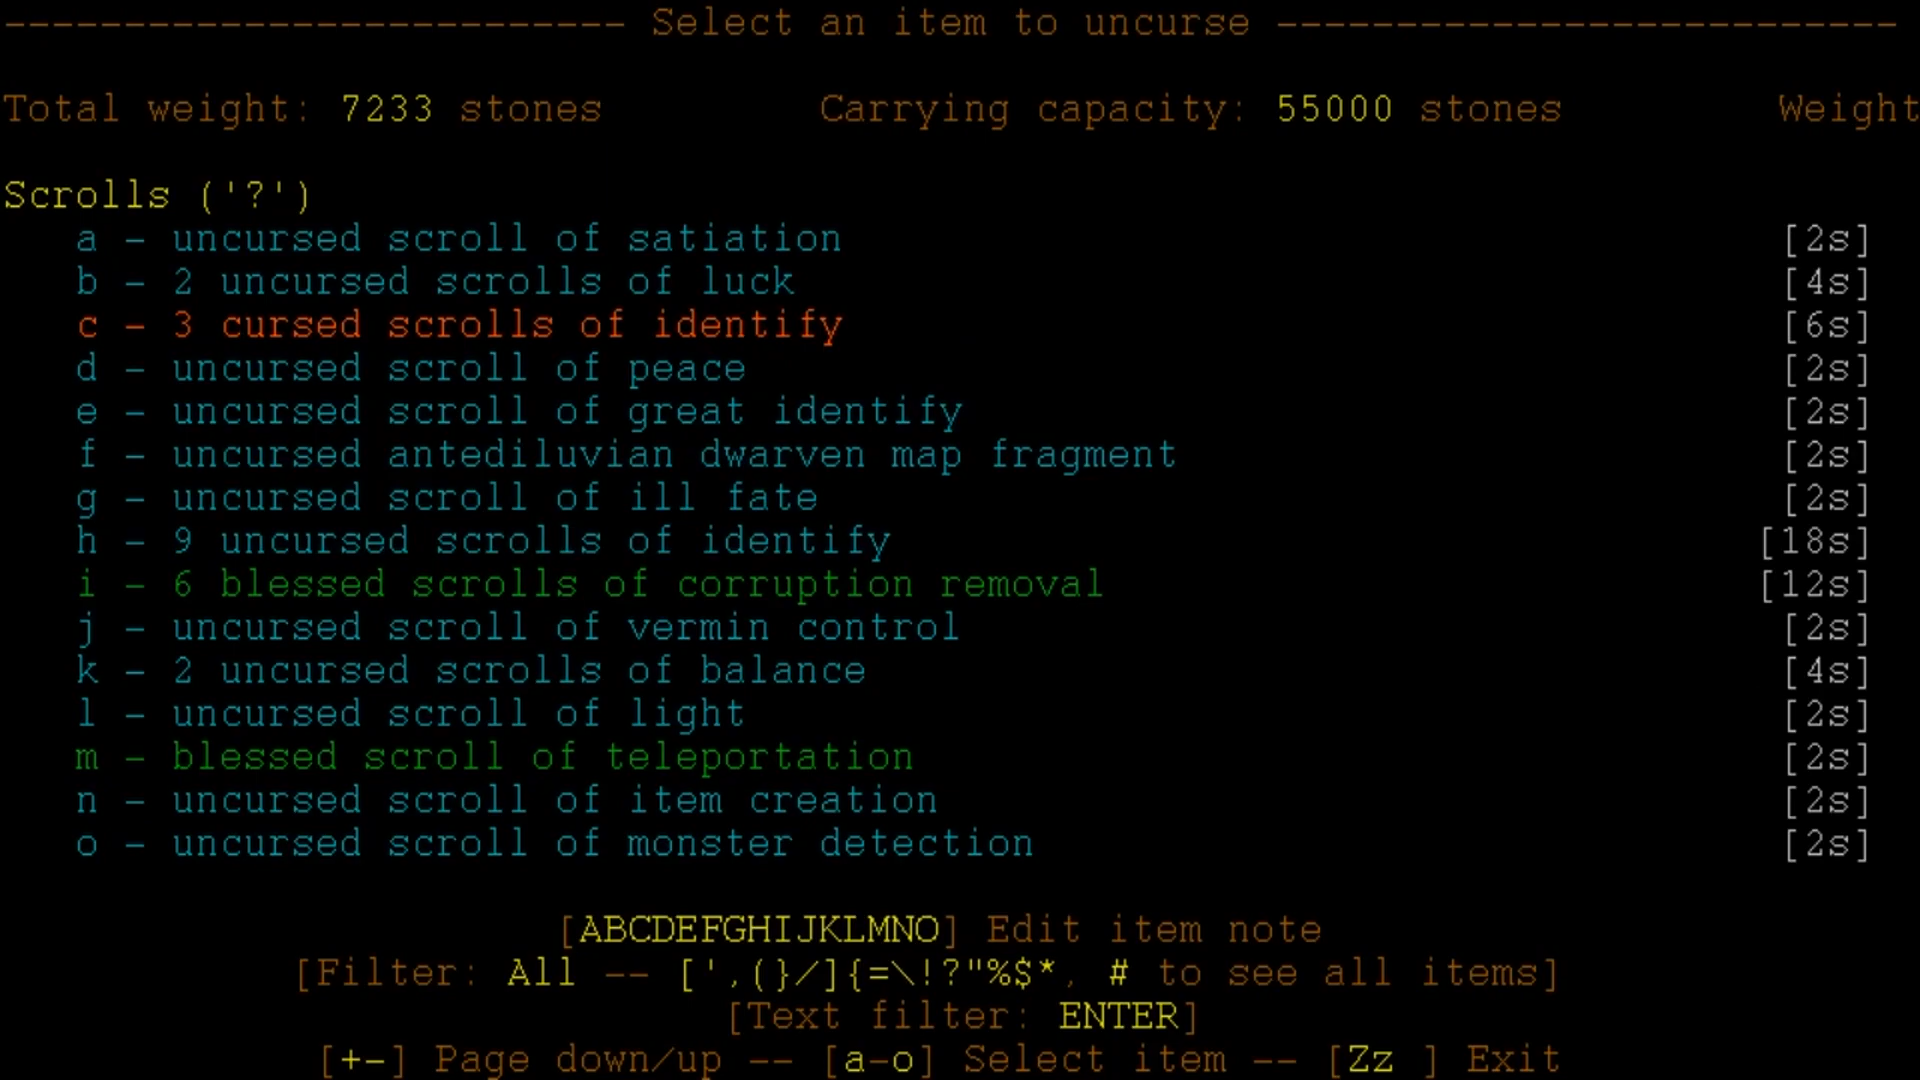 -------------------------- Select an item to uncurse --------------------------
Total weight: 7233 stones Carrying capacity: 55000 stones Weight
Scrolls ('?')
a - uncursed scroll of satiation [2s]
b - 2 uncursed scrolls of luck [4s]
c - 3 cursed scrolls of identify [6s]
d - uncursed scroll of peace [2s]
e - uncursed scroll of great identify [2s]
f - uncursed antediluvian dwarven map fragment [2s]
g - uncursed scroll of ill fate [2s]
h - 9 uncursed scrolls of identify [18s]
i - 6 blessed scrolls of corruption removal [12s]
j - uncursed scroll of vermin control [2s]
k - 2 uncursed scrolls of balance [4s]
l - uncursed scroll of light [2s]
m - blessed scroll of teleportation [2s]
n - uncursed scroll of item creation [2s]
o - uncursed scroll of monster detection [2s]
[ABCDEFGHIJKLMNO] Edit item note
[Filter: All -- [',(}/]{=\!?"%$*, # to see all items]
[Text filter: ENTER]
[+-] Page down/up -- [a-o] Select item -- [Zz ] Exit